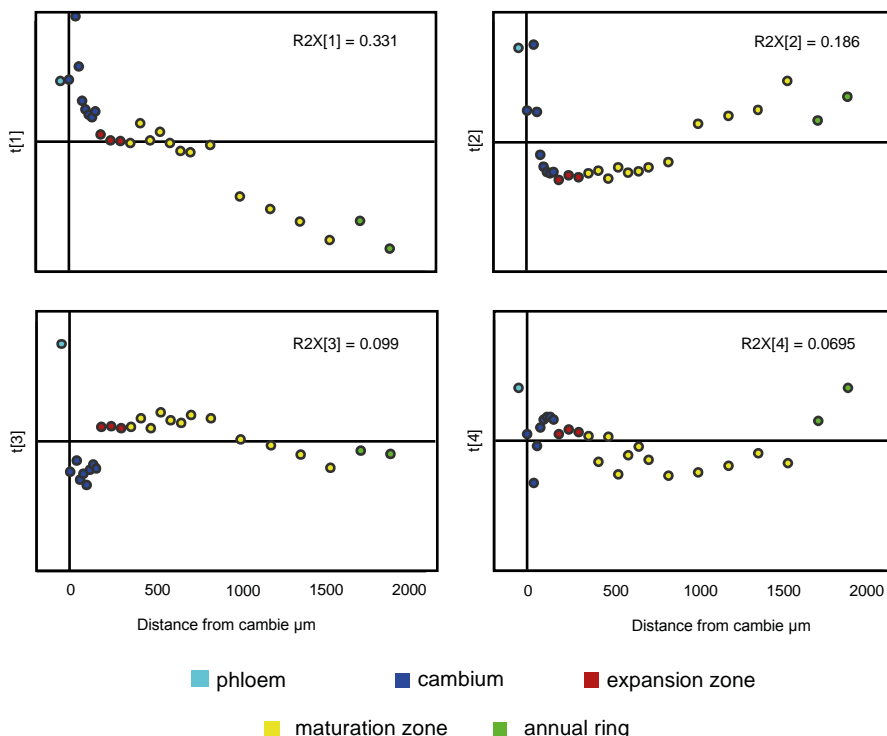 R2X[1] = 0.331
t[1]
R2X[2] = 0.186
t[2]
R2X[3] = 0.099
t[3]
R2X[4] = 0.0695
t[4]
0 500 1000 1500 2000
Distance from cambie µm
0 500 1000 1500 2000
Distance from cambie µm
phloem cambium expansion zone
maturation zone annual ring